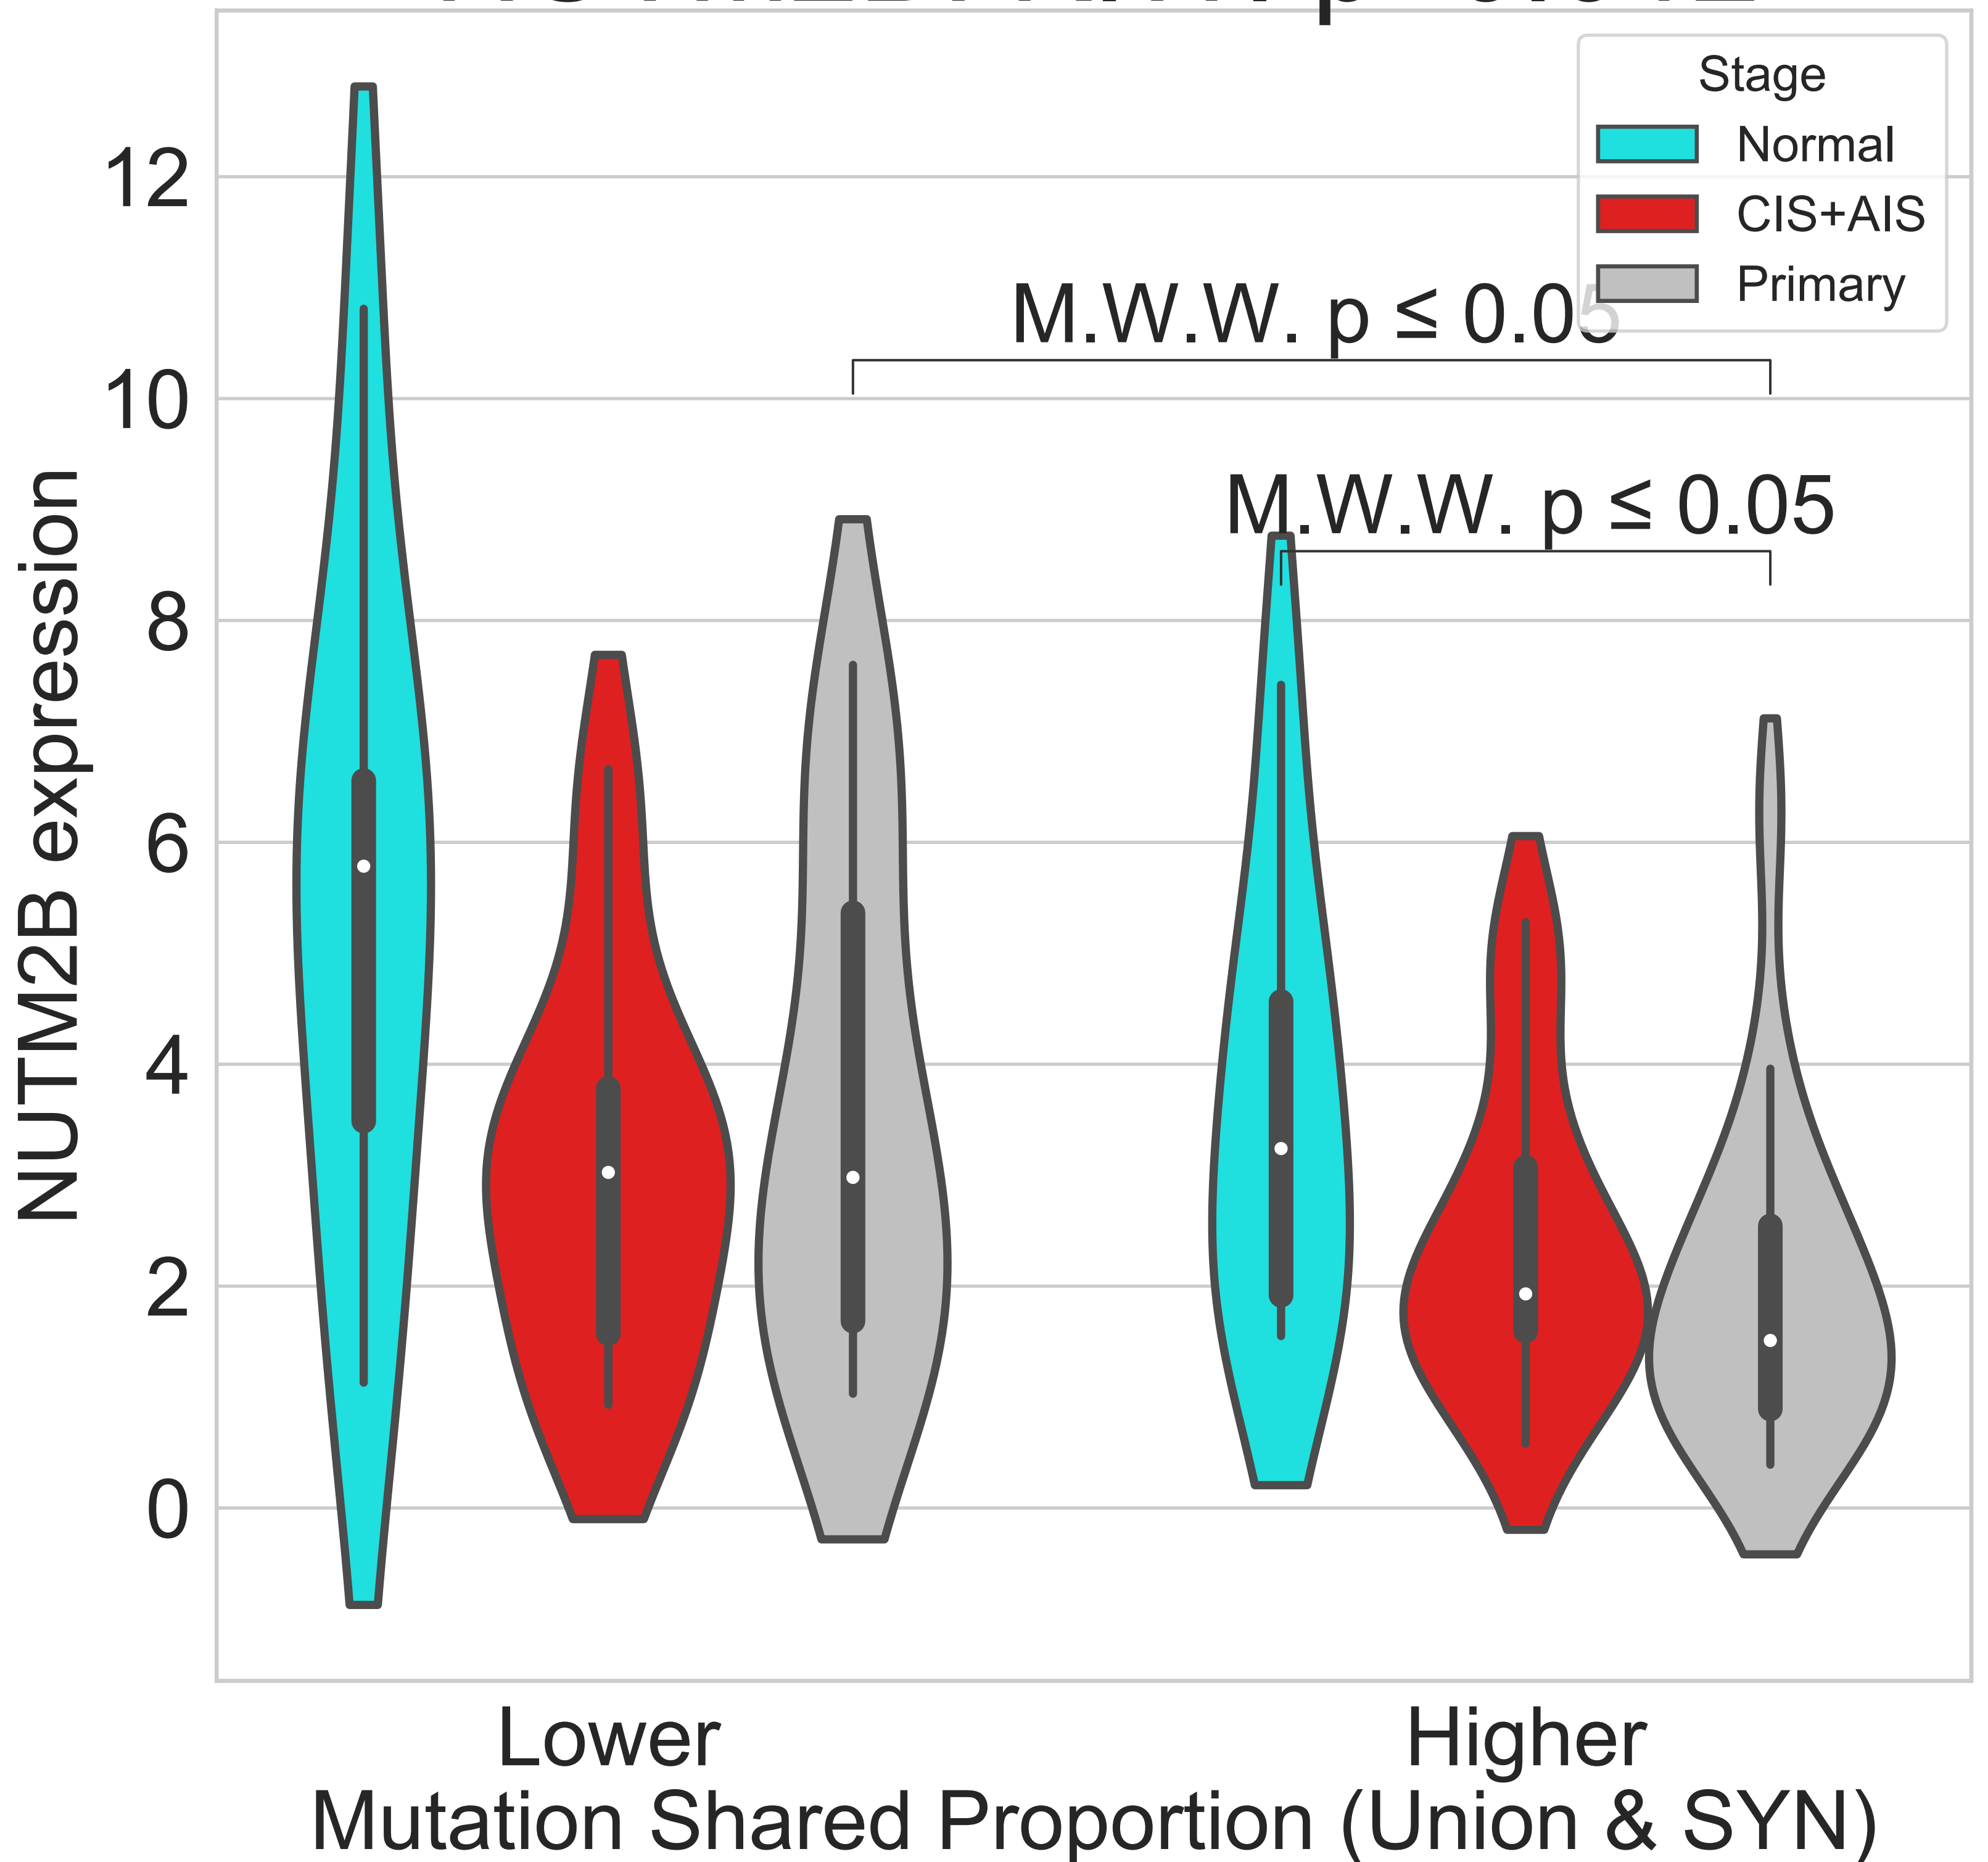 Stage
Normal
CIS+AIS
Primary
M.W.W. p ≤ 0.05
M.W.W. p ≤ 0.05
12
10
8
6
4
2
0
NUTM2B expression
Lower
Higher
Mutation Shared Proportion (Union & SYN)